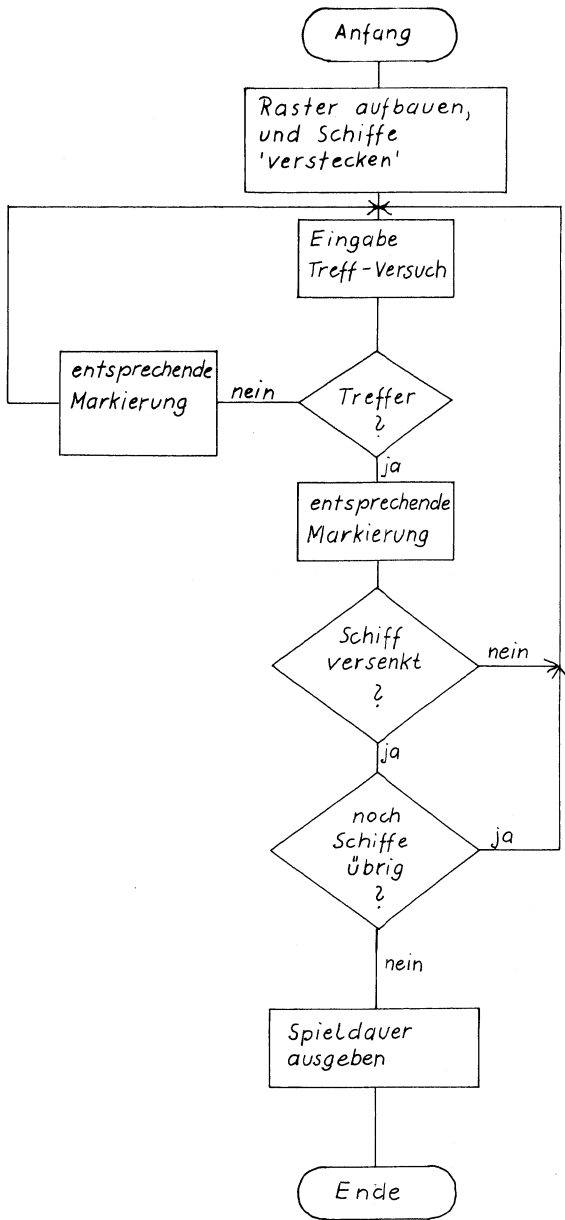 Anfang
Raster aufbauen,
und Schiffe
'verstecken'
Eingabe
Treff-Versuch
Treffer
?
nein
entsprechende
Markierung
ja
entsprechende
Markierung
Schiff
versenkt
?
nein
ja
noch
Schiffe
übrig
?
ja
nein
Spieldauer
ausgeben
Ende